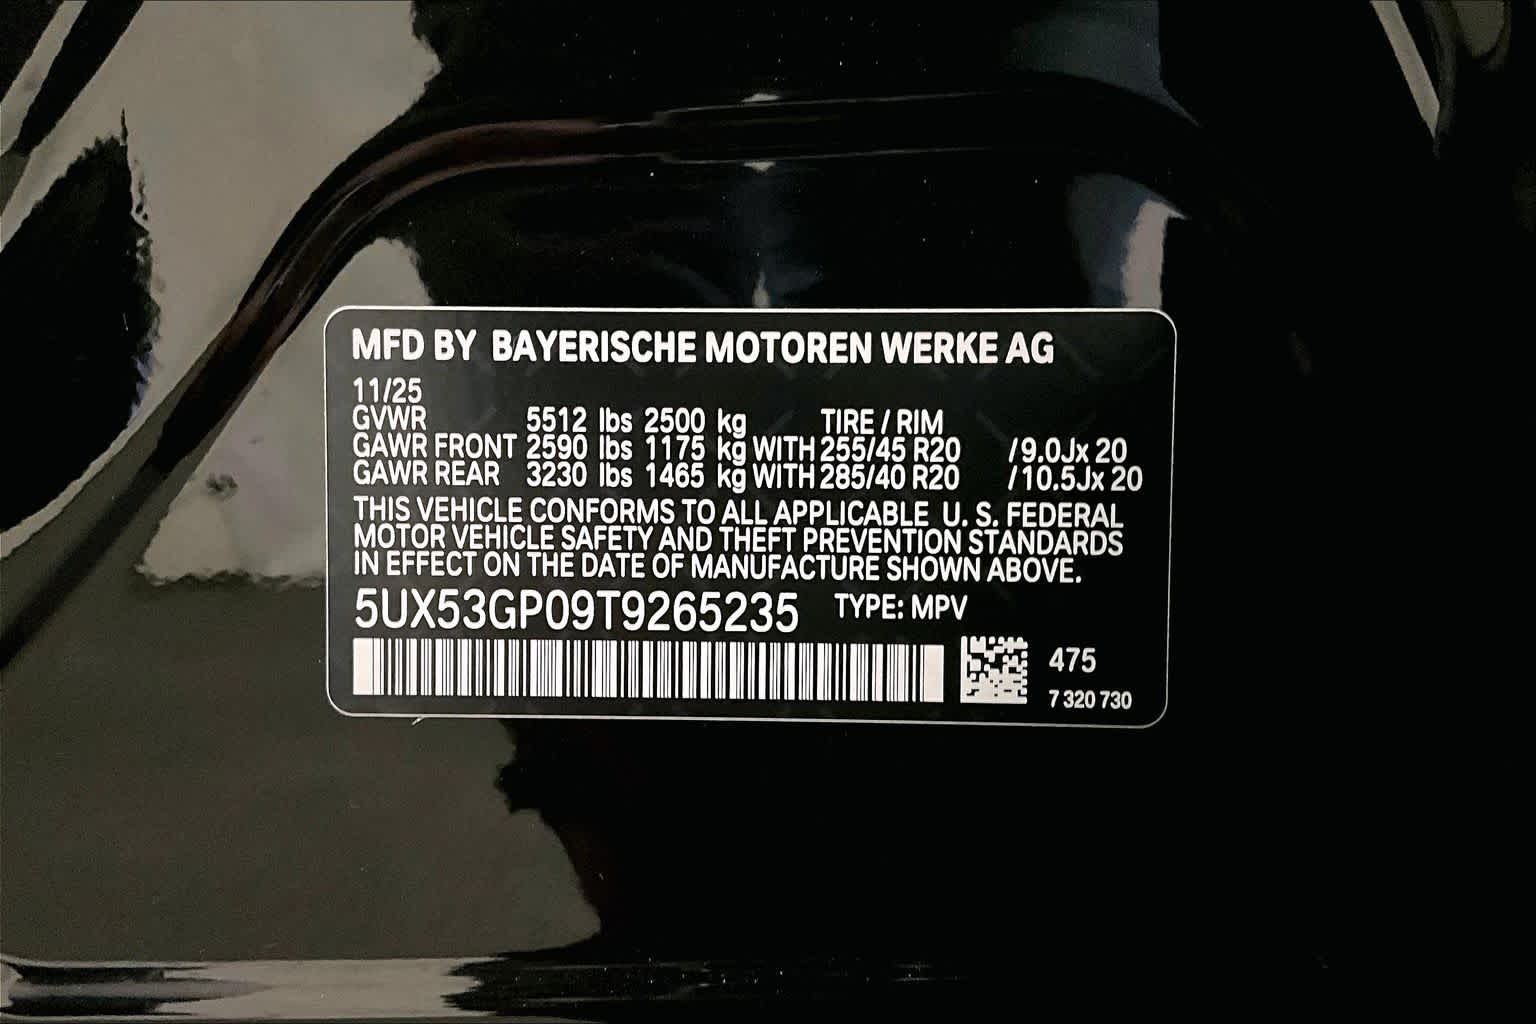 MFD BY BAYERISCHE MOTOREN WERKE AG
11/25
GVWR 5512 lbs 2500 kg TIRE / RIM
GAWR FRONT 2590 lbs 1175 kg WITH 255/45 R20 /9.0Jx 20
GAWR REAR 3230 lbs 1465 kg WITH 285/40 R20 /10.5Jx 20
THIS VEHICLE CONFORMS TO ALL APPLICABLE U. S. FEDERAL
MOTOR VEHICLE SAFETY AND THEFT PREVENTION STANDARDS
IN EFFECT ON THE DATE OF MANUFACTURE SHOWN ABOVE.
5UX53GP09T9265235 TYPE: MPV
475
7 320 730